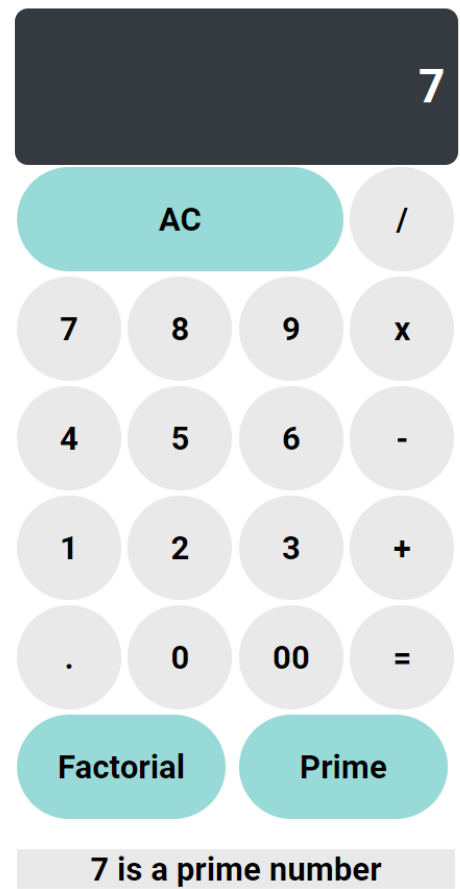 7
AC /
7 8 9 x
4 5 6 -
1 2 3 +
. 0 00 =
Factorial Prime
7 is a prime number